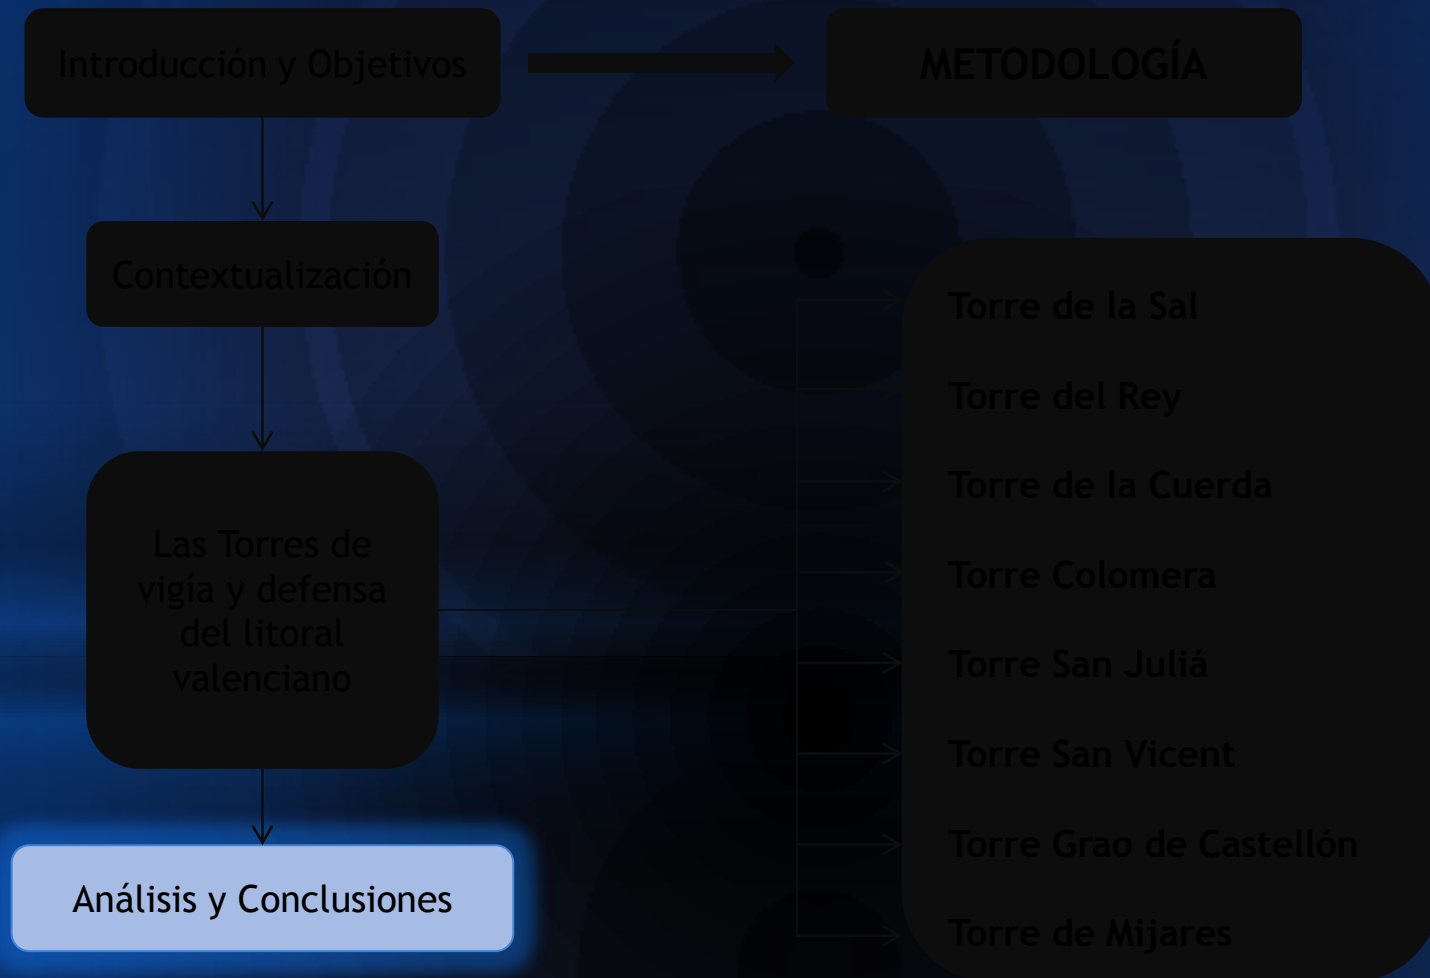 Introducción y Objetivos
METODOLOGÍA
Contextualización
Las Torres de
vigía y defensa
del litoral
valenciano
Análisis y Conclusiones
Torre de la Sal
Torre del Rey
Torre de la Cuerda
Torre Colomera
Torre San Juliá
Torre San Vicent
Torre Grao de Castellón
Torre de Mijares